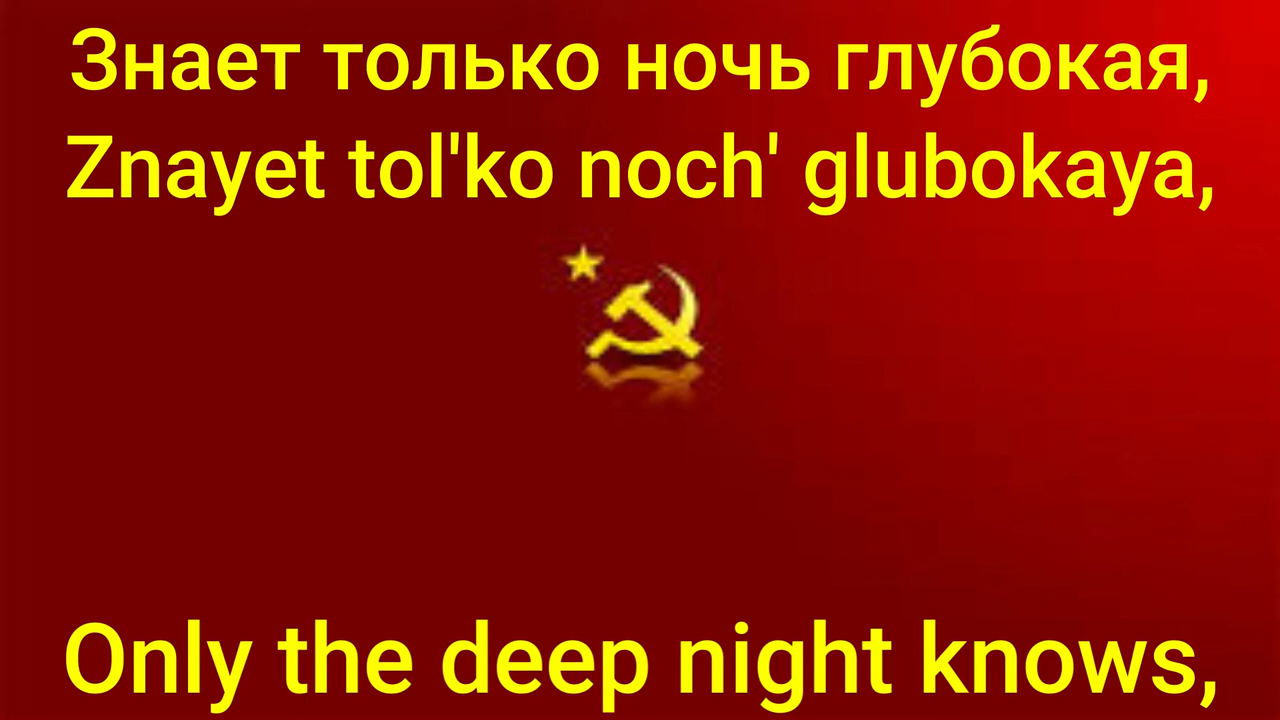 Знает только ночь глубокая,
Znayet tol'ko noch' glubokaya,
Only the deep night knows,